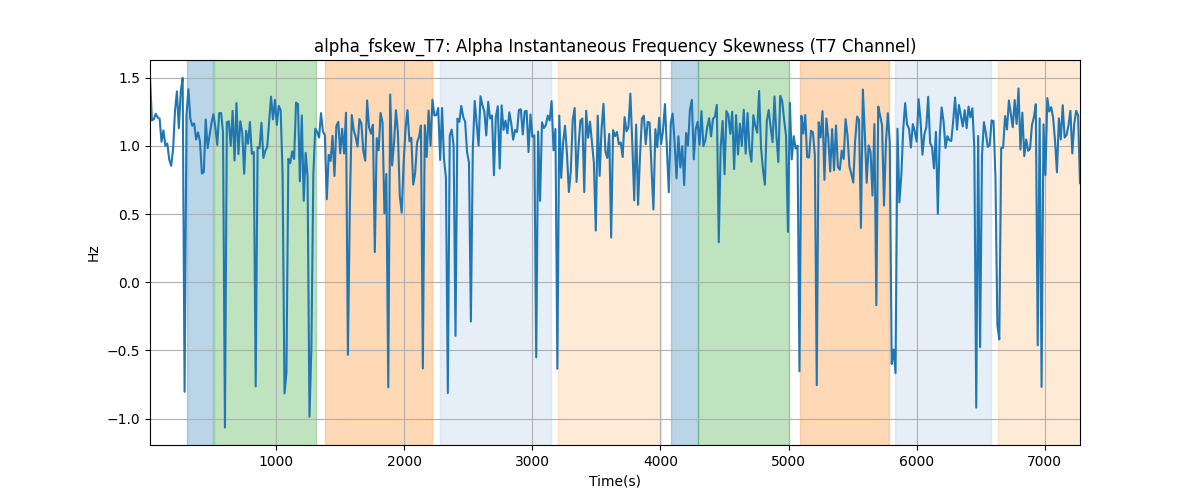 alpha_fskew_T7: Alpha Instantaneous Frequency Skewness (T7 Channel)
1.5
1.0
0.5
0.0
−0.5
−1.0
Hz
1000 2000 3000 4000 5000 6000 7000
Time(s)